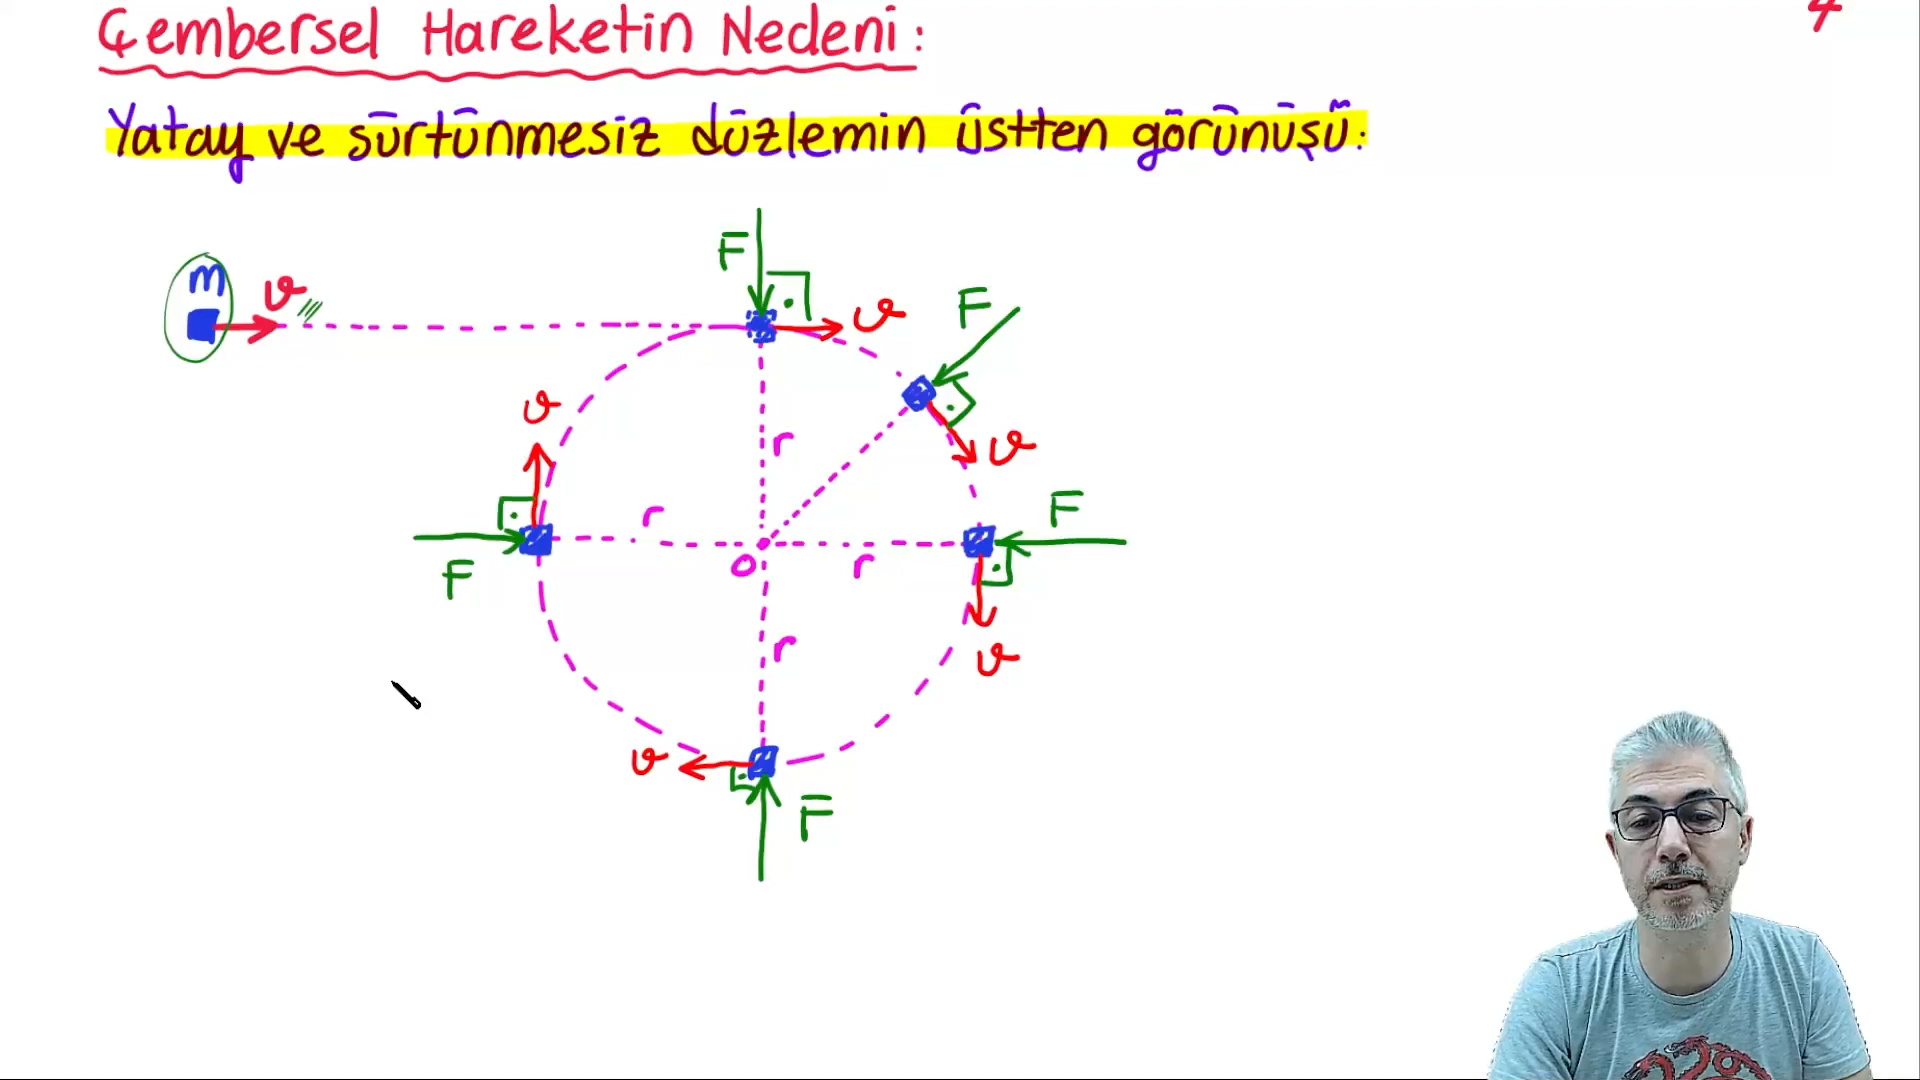 Çembersel Hareketin Nedeni:
Yatay ve sürtünmesiz düzlemin üstten görünüşü:
F
m
v
v
F
v
r
v
F
r
F
O
r
v
r
v
F